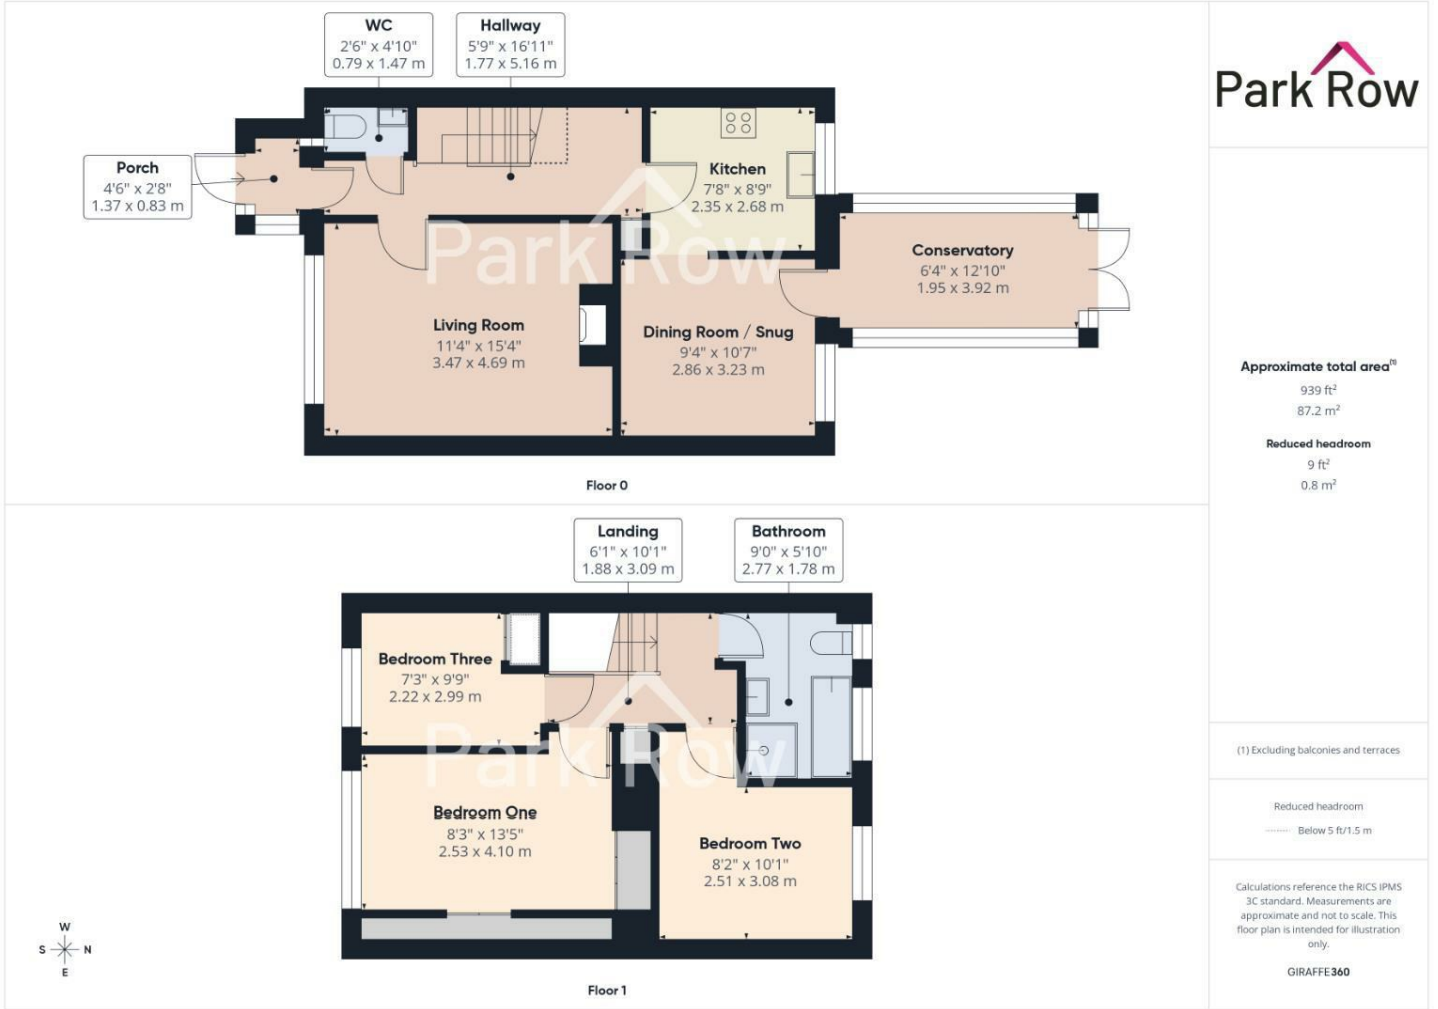 WC
2'6" x 4'10"
0.79 x 1.47 m
Hallway
5'9" x 16'11"
1.77 x 5.16 m
Porch
4'6" x 2'8"
1.37 x 0.83 m
Kitchen
7'8" x 8'9"
2.35 x 2.68 m
Conservatory
6'4" x 12'10"
1.95 x 3.92 m
Living Room
11'4" x 15'4"
3.47 x 4.69 m
Dining Room / Snug
9'4" x 10'7"
2.86 x 3.23 m
Park Row
Floor 0
Landing
6'1" x 10'1"
1.88 x 3.09 m
Bathroom
9'0" x 5'10"
2.77 x 1.78 m
Bedroom Three
7'3" x 9'9"
2.22 x 2.99 m
Park Row
Bedroom One
8'3" x 13'5"
2.53 x 4.10 m
Bedroom Two
8'2" x 10'1"
2.51 x 3.08 m
W
S N
E
Floor 1
Park Row
Approximate total area(1)
939 ft²
87.2 m²
Reduced headroom
9 ft²
0.8 m²
(1) Excluding balconies and terraces
Reduced headroom
Below 5 ft/1.5 m
Calculations reference the RICS IPMS
3C standard. Measurements are
approximate and not to scale. This
floor plan is intended for illustration
only.
GIRAFFE360